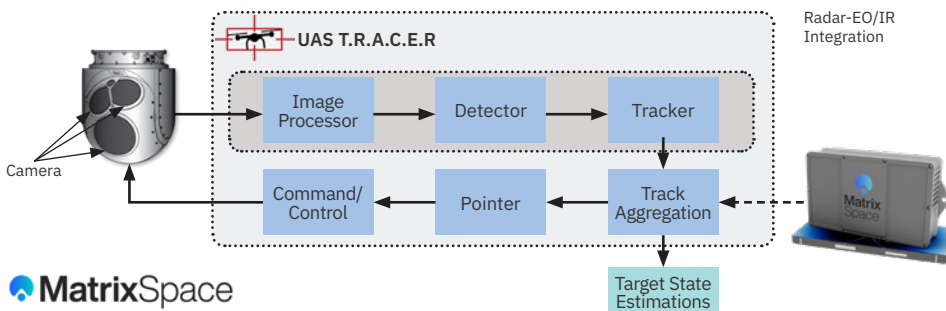 UAS T.R.A.C.E.R
Radar-EO/IR
Integration
Image
Processor
Detector
Tracker
Camera
Command/
Control
Pointer
Track
Aggregation
Matrix
Space
Target State
Estimations
MatrixSpace